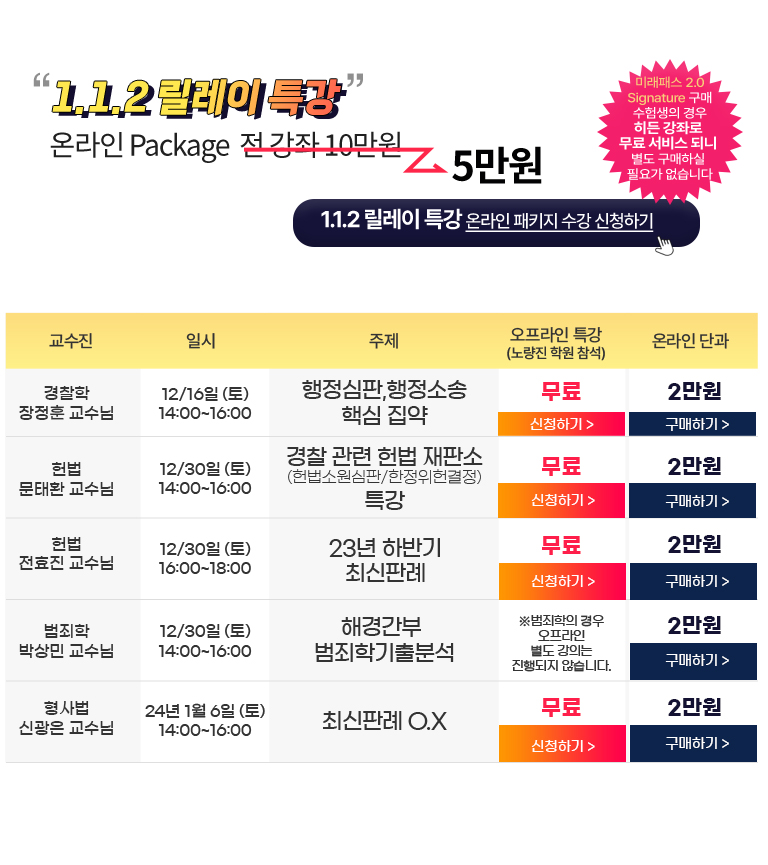 “1.1.2 릴레이 특강”
온라인 Package 전 강좌 10만원
5만원
미래패스 2.0
Signature 구매
수험생의 경우
히든 강좌로
무료 서비스 되니
별도 구매하실
필요가 없습니다
1.1.2 릴레이 특강 온라인 패키지 수강 신청하기
교수진 일시 주제 오프라인 특강 온라인 단과
(노량진 학원 참석)
경찰학
장정훈 교수님
12/16일 (토)
14:00~16:00
행정심판,행정소송
핵심 집약
무료
신청하기 >
2만원
구매하기 >
헌법
문태환 교수님
12/30일 (토)
14:00~16:00
경찰 관련 헌법 재판소
(헌법소원심판/한정위헌결정)
특강
무료
신청하기 >
2만원
구매하기 >
헌법
전효진 교수님
12/30일 (토)
16:00~18:00
23년 하반기
최신판례
무료
신청하기 >
2만원
구매하기 >
범죄학
박상민 교수님
12/30일 (토)
14:00~16:00
해경간부
범죄학기출분석
※범죄학의 경우
오프라인
별도 강의는
진행되지 않습니다.
2만원
구매하기 >
형사법
신광은 교수님
24년 1월 6일 (토)
14:00~16:00
최신판례 O.X
무료
신청하기 >
2만원
구매하기 >